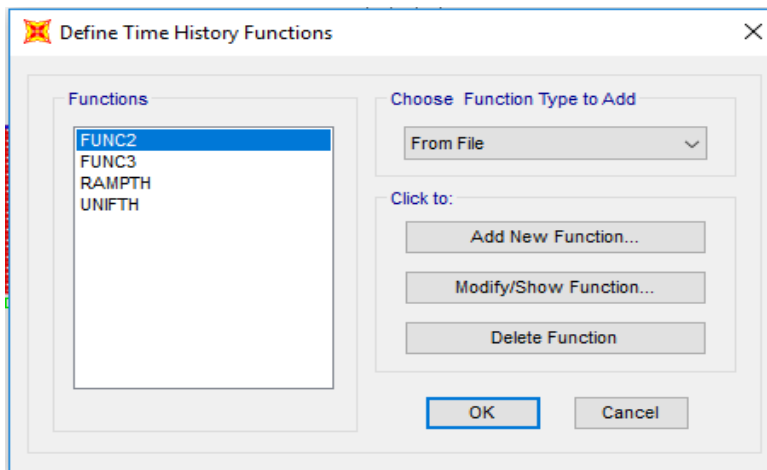 Define Time History Functions
Functions
FUNC2
FUNC3
RAMPTH
UNIFTH
Choose Function Type to Add
From File
Click to:
Add New Function...
Modify/Show Function...
Delete Function
OK
Cancel